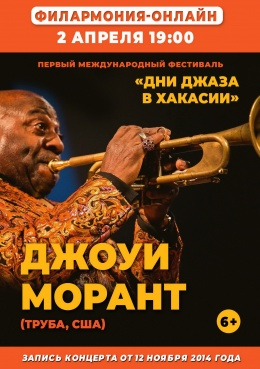 ФИЛАРМОНИЯ-ОНЛАЙН
2 АПРЕЛЯ 19:00
ПЕРВЫЙ МЕЖДУНАРОДНЫЙ ФЕСТИВАЛЬ
«ДНИ ДЖАЗА
В ХАКАСИИ»
ДЖОУИ
МОРАНТ
(ТРУБА, США)
6+
ЗАПИСЬ КОНЦЕРТА ОТ 12 НОЯБРЯ 2014 ГОДА